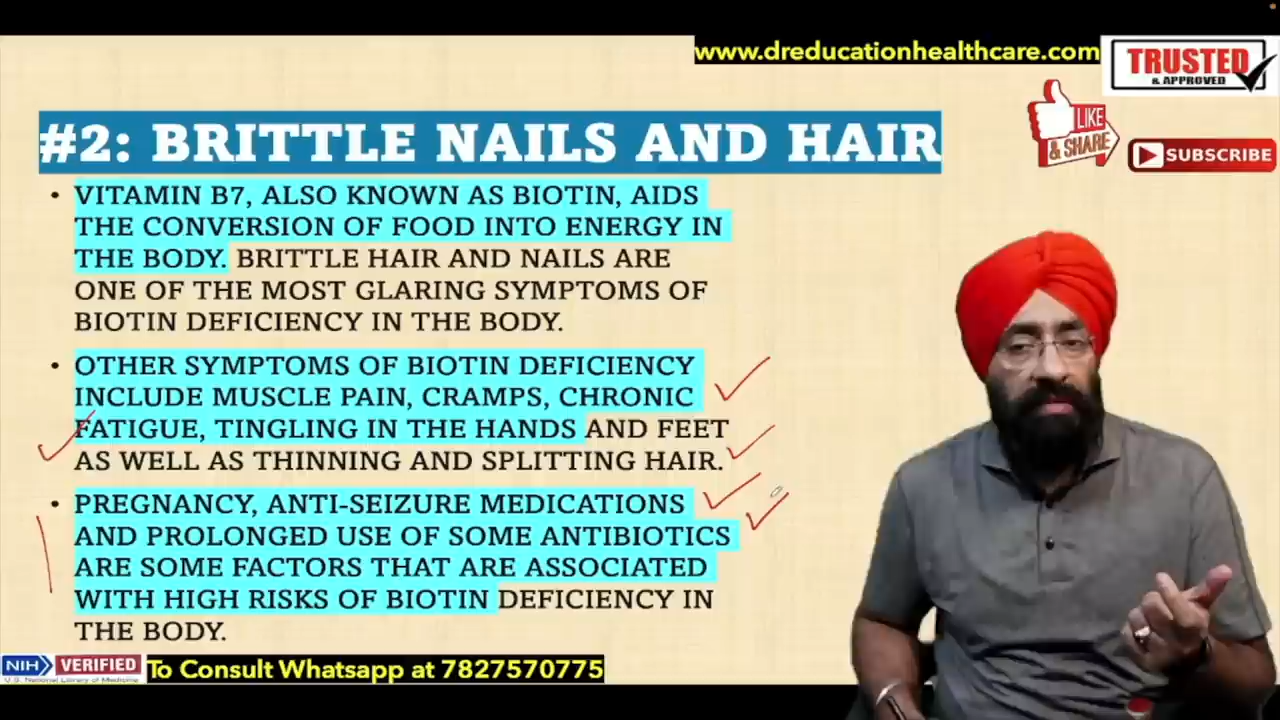 www.dreducationhealthcare.com
TRUSTED
& APPROVED
LIKE
& SHARE
SUBSCRIBE
#2: BRITTLE NAILS AND HAIR
• VITAMIN B7, ALSO KNOWN AS BIOTIN, AIDS
THE CONVERSION OF FOOD INTO ENERGY IN
THE BODY. BRITTLE HAIR AND NAILS ARE
ONE OF THE MOST GLARING SYMPTOMS OF
BIOTIN DEFICIENCY IN THE BODY.
• OTHER SYMPTOMS OF BIOTIN DEFICIENCY
INCLUDE MUSCLE PAIN, CRAMPS, CHRONIC
FATIGUE, TINGLING IN THE HANDS AND FEET
AS WELL AS THINNING AND SPLITTING HAIR.
• PREGNANCY, ANTI-SEIZURE MEDICATIONS
AND PROLONGED USE OF SOME ANTIBIOTICS
ARE SOME FACTORS THAT ARE ASSOCIATED
WITH HIGH RISKS OF BIOTIN DEFICIENCY IN
THE BODY.
NIH VERIFIED
U.S. National Library of Medicine
To Consult Whatsapp at 7827570775